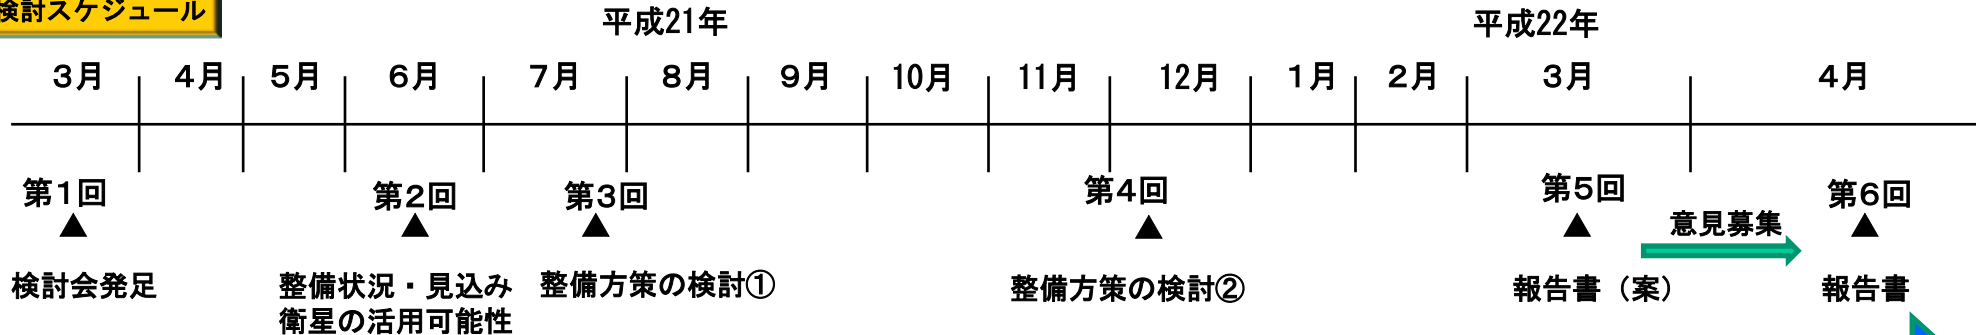 検討スケジュール
平成21年 平成22年
3月 4月 5月 6月 7月 8月 9月 10月 11月 12月 1月 2月 3月 4月
第1回 第2回 第3回 第4回 第5回 第6回
意見募集
検討会発足 整備状況・見込み 整備方策の検討① 整備方策の検討② 報告書（案） 報告書
衛星の活用可能性